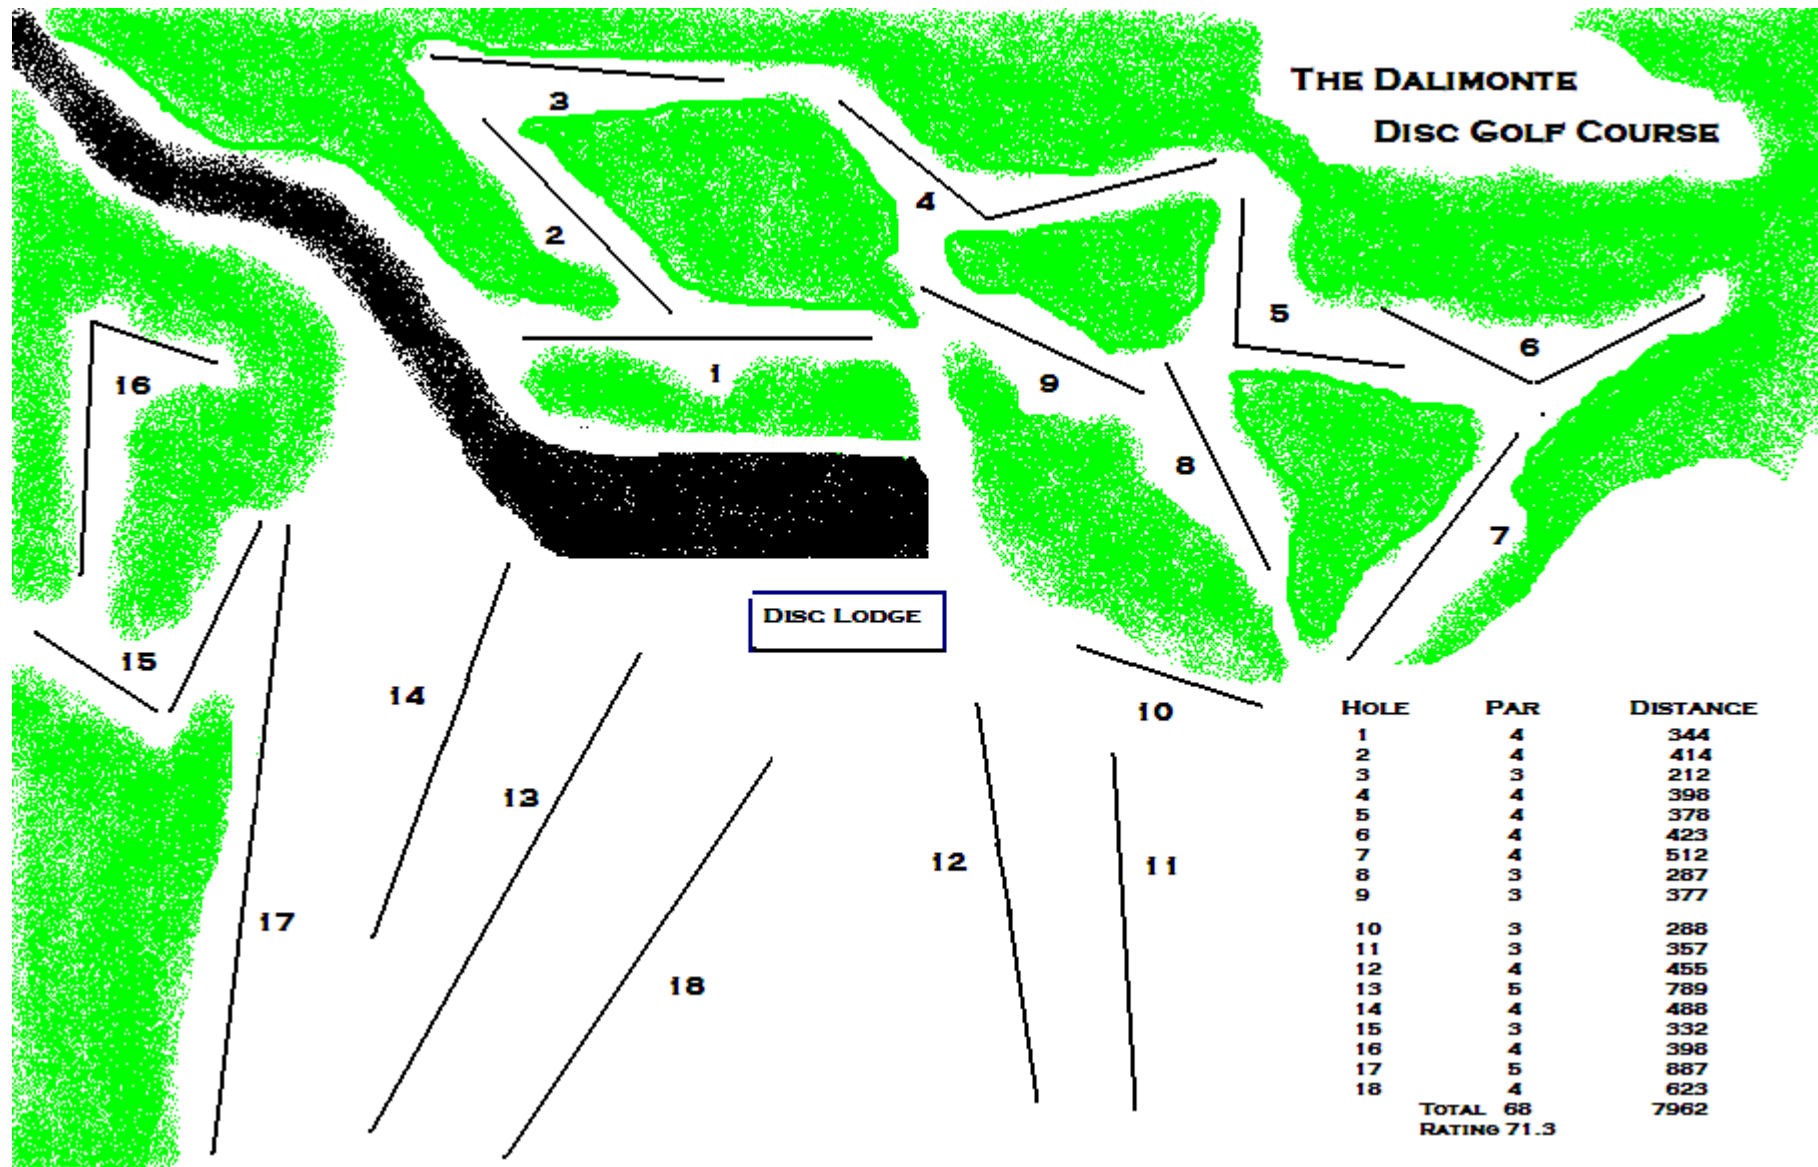 THE DALIMONTE
DISC GOLF COURSE
3
4
2
5
6
1
9
16
8
7
DISC LODGE
15
14
10
13
12
11
17
18
HOLE PAR DISTANCE
1 4 344
2 4 414
3 3 212
4 4 398
5 4 378
6 4 423
7 4 512
8 3 287
9 3 377
10 3 288
11 3 357
12 4 455
13 5 789
14 4 488
15 3 332
16 4 398
17 5 887
18 4 623
TOTAL 68 7962
RATING 71.3